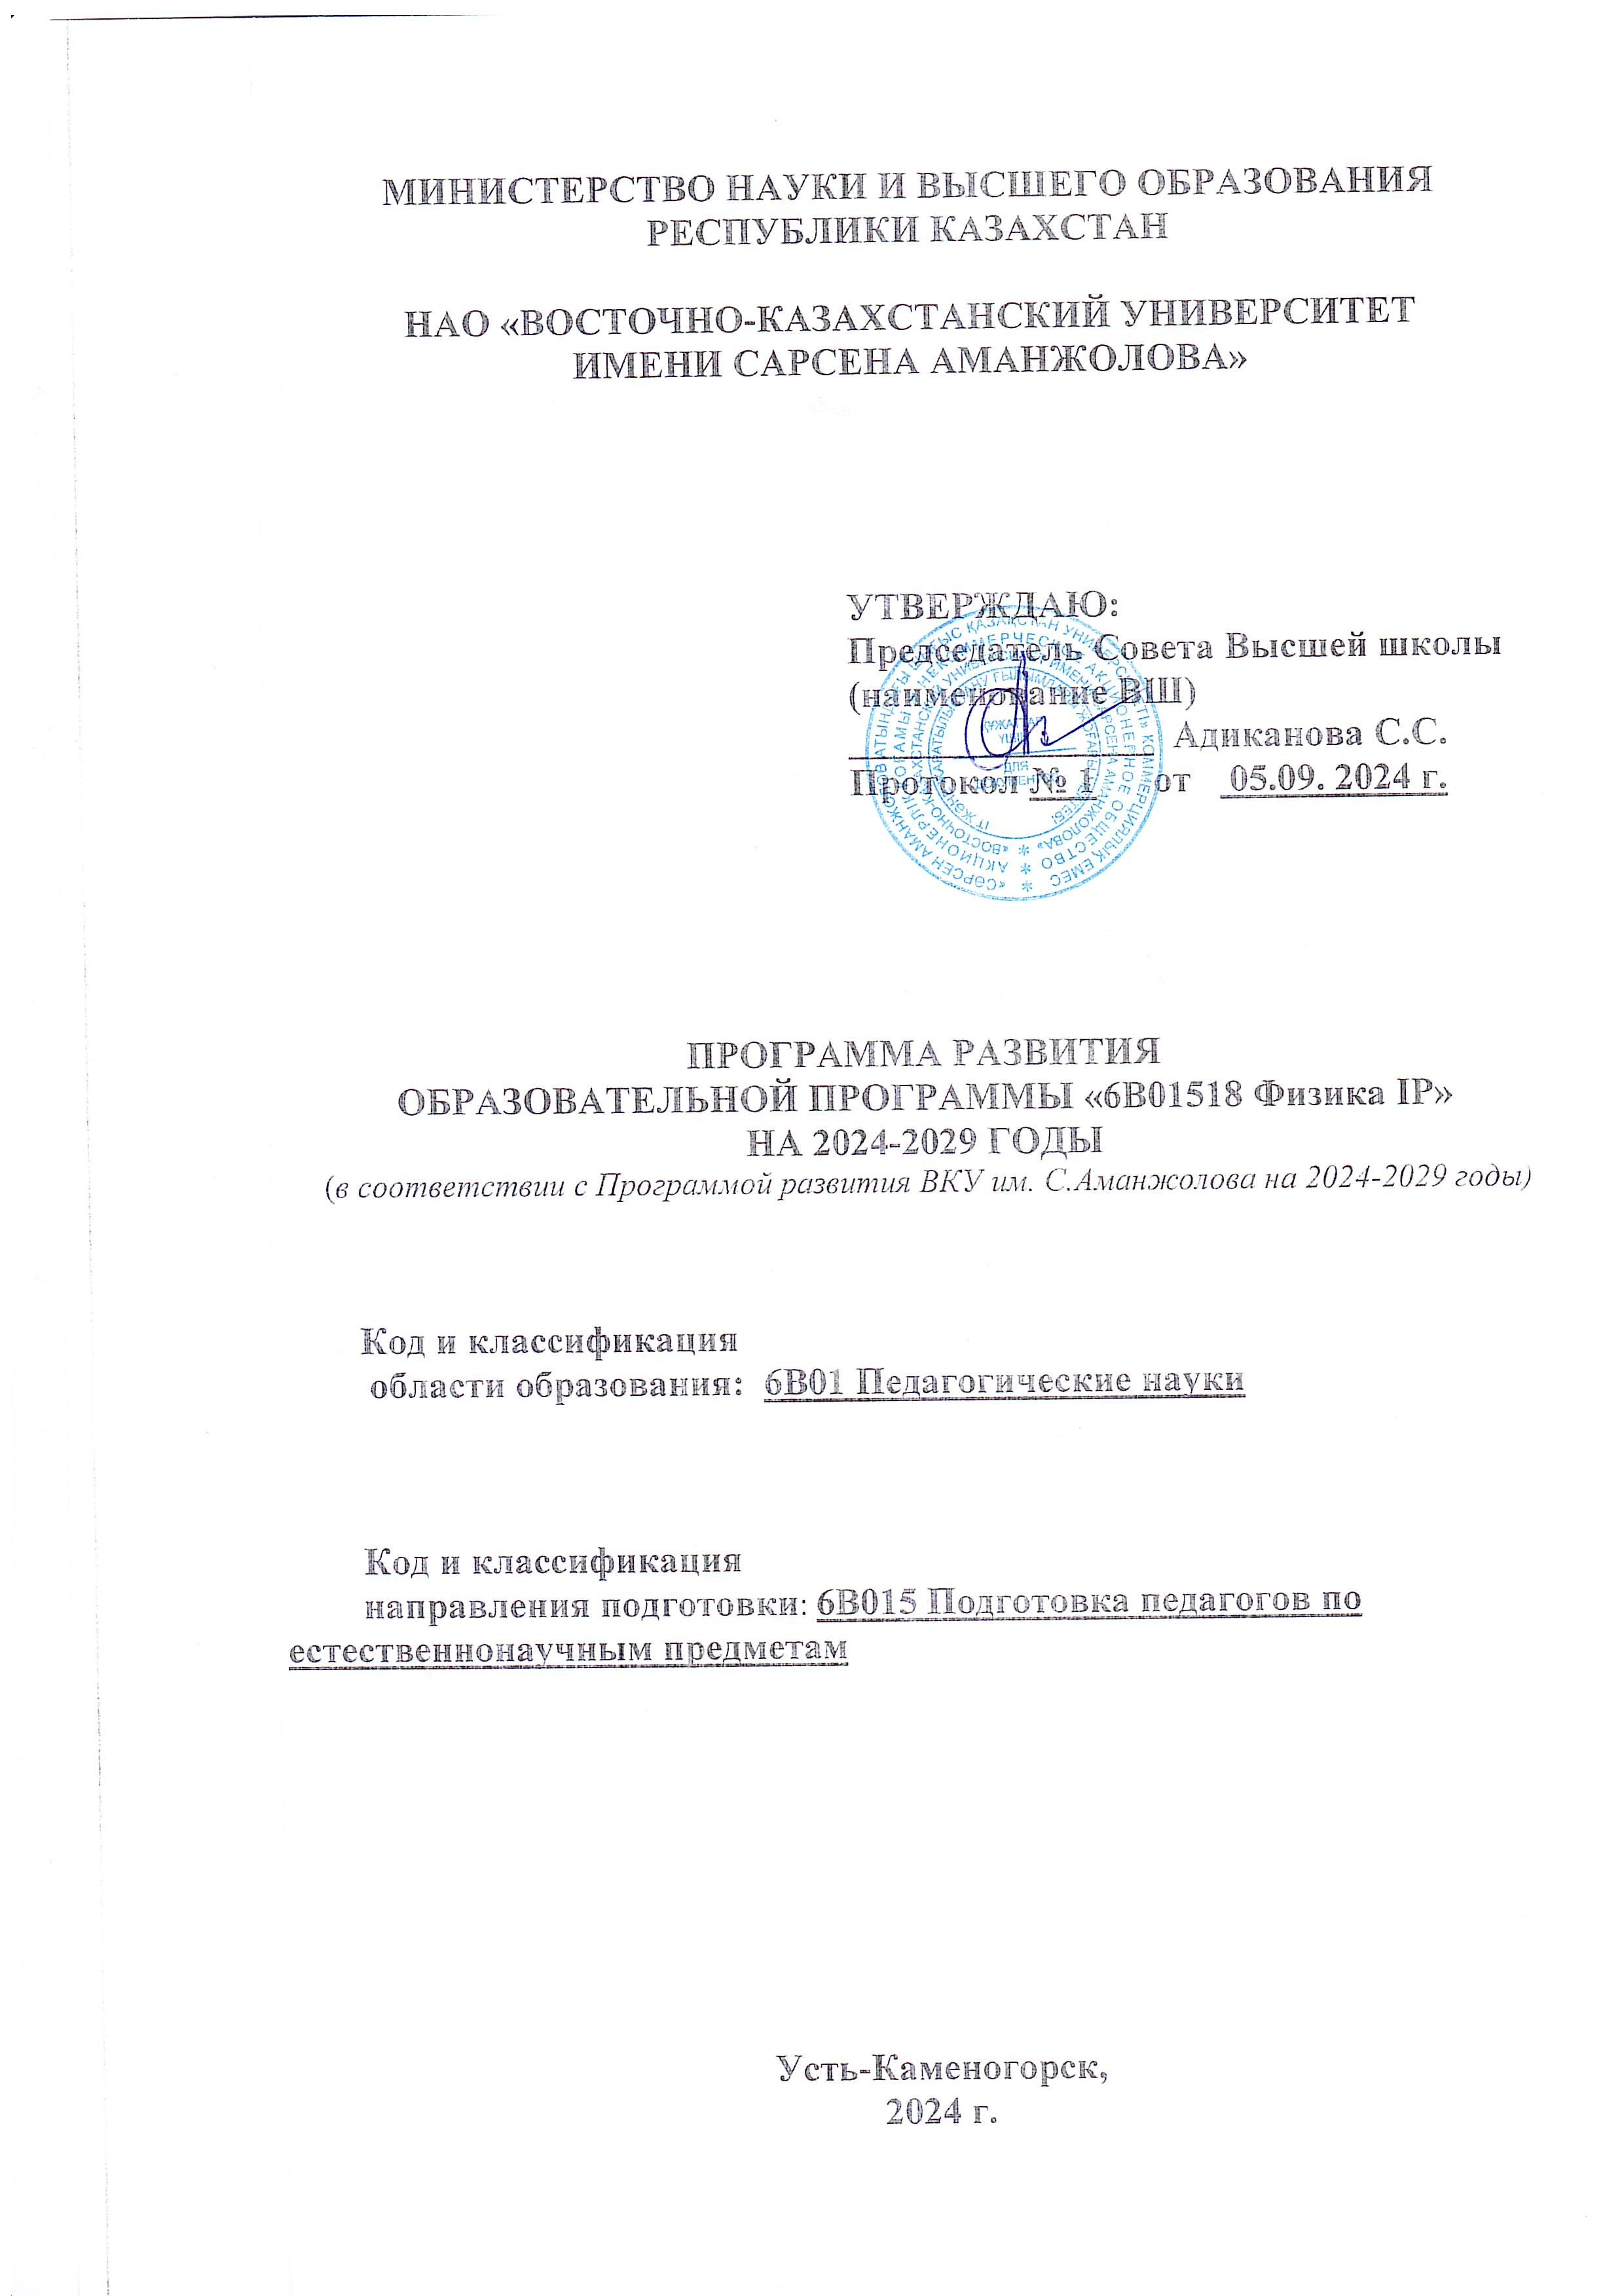 МИНИСТЕРСТВО НАУКИ И ВЫСШЕГО ОБРАЗОВАНИЯ
РЕСПУБЛИКИ КАЗАХСТАН
НАО «ВОСТОЧНО-КАЗАХСТАНСКИЙ УНИВЕРСИТЕТ
ИМЕНИ САРСЕНА АМАНЖОЛОВА»
УТВЕРЖДАЮ:
Председатель Совета Высшей школы
(наименование ВШ)
Адиканова С.С.
Протокол № 1 от 05.09. 2024 г.
ПРОГРАММА РАЗВИТИЯ
ОБРАЗОВАТЕЛЬНОЙ ПРОГРАММЫ «6В01518 Физика IP»
НА 2024-2029 ГОДЫ
(в соответствии с Программой развития ВКУ им. С.Аманжолова на 2024-2029 годы)
Код и классификация
области образования: 6В01 Педагогические науки
Код и классификация
направления подготовки: 6В015 Подготовка педагогов по
естественнонаучным предметам
Усть-Каменогорск,
2024 г.